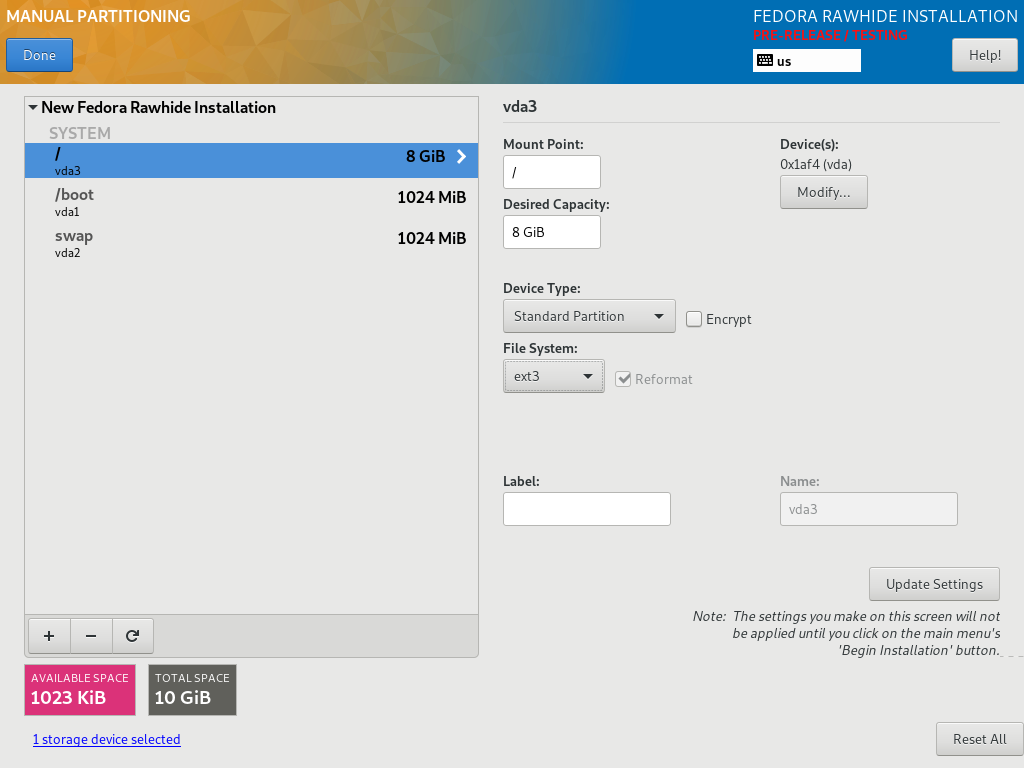 MANUAL PARTITIONING
FEDORA RAWHIDE INSTALLATION
PRE-RELEASE / TESTING
Done
us
Help!
New Fedora Rawhide Installation
SYSTEM
/
8 GiB
vda3
/boot
1024 MiB
vda1
swap
1024 MiB
vda2
AVAILABLE SPACE
1023 KiB
TOTAL SPACE
10 GiB
1 storage device selected
vda3
Mount Point:
/
Device(s):
0x1af4 (vda)
Modify...
Desired Capacity:
8 GiB
Device Type:
Standard Partition
Encrypt
File System:
ext3
Reformat
Label:
Name:
vda3
Update Settings
Note: The settings you make on this screen will not
be applied until you click on the main menu's
'Begin Installation' button.
Reset All